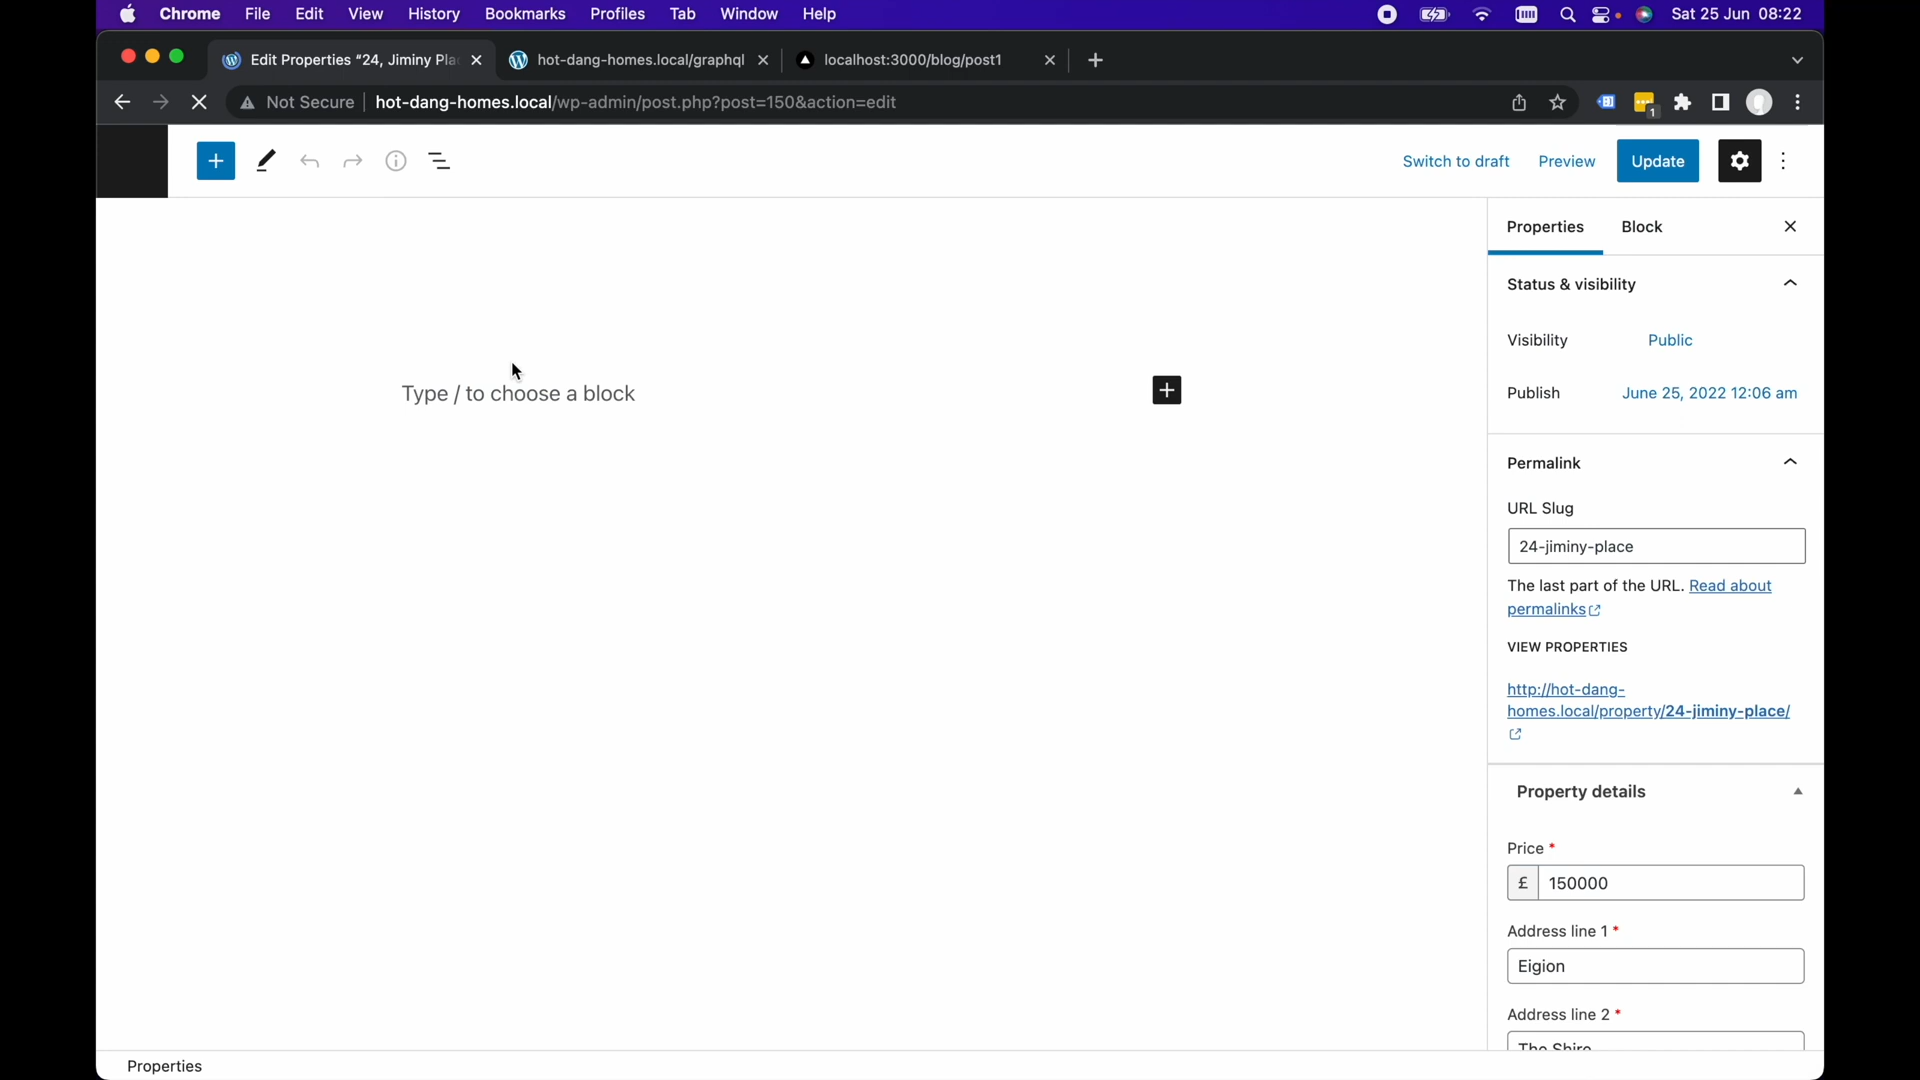 Chrome File Edit View History Bookmarks Profiles Tab Window Help Sat 25 Jun 08:22
Edit Properties “24, Jiminy Pla hot-dang-homes.local/graphql localhost:3000/blog/post1
Not Secure hot-dang-homes.local/wp-admin/post.php?post=150&action=edit 1
Switch to draft Preview Update
Properties Block
Status & visibility
Visibility Public
Publish June 25, 2022 12:06 am
Type / to choose a block
Permalink
URL Slug
24-jiminy-place
The last part of the URL. Read about
permalinks
VIEW PROPERTIES
http://hot-dang-
homes.local/property/24-jiminy-place/
Property details
Price *
£ 150000
Address line 1 *
Eigion
Address line 2 *
The Shire
Properties